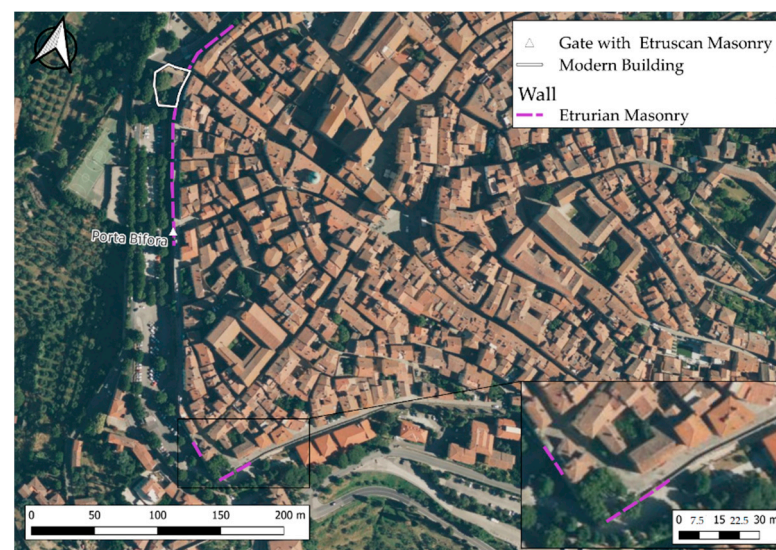 Gate with Etruscan Masonry
Modern Building
Wall
Etrurian Masonry
Porta Bifora
0 50 100 150 200 m
0 7.5 15 22.5 30 m